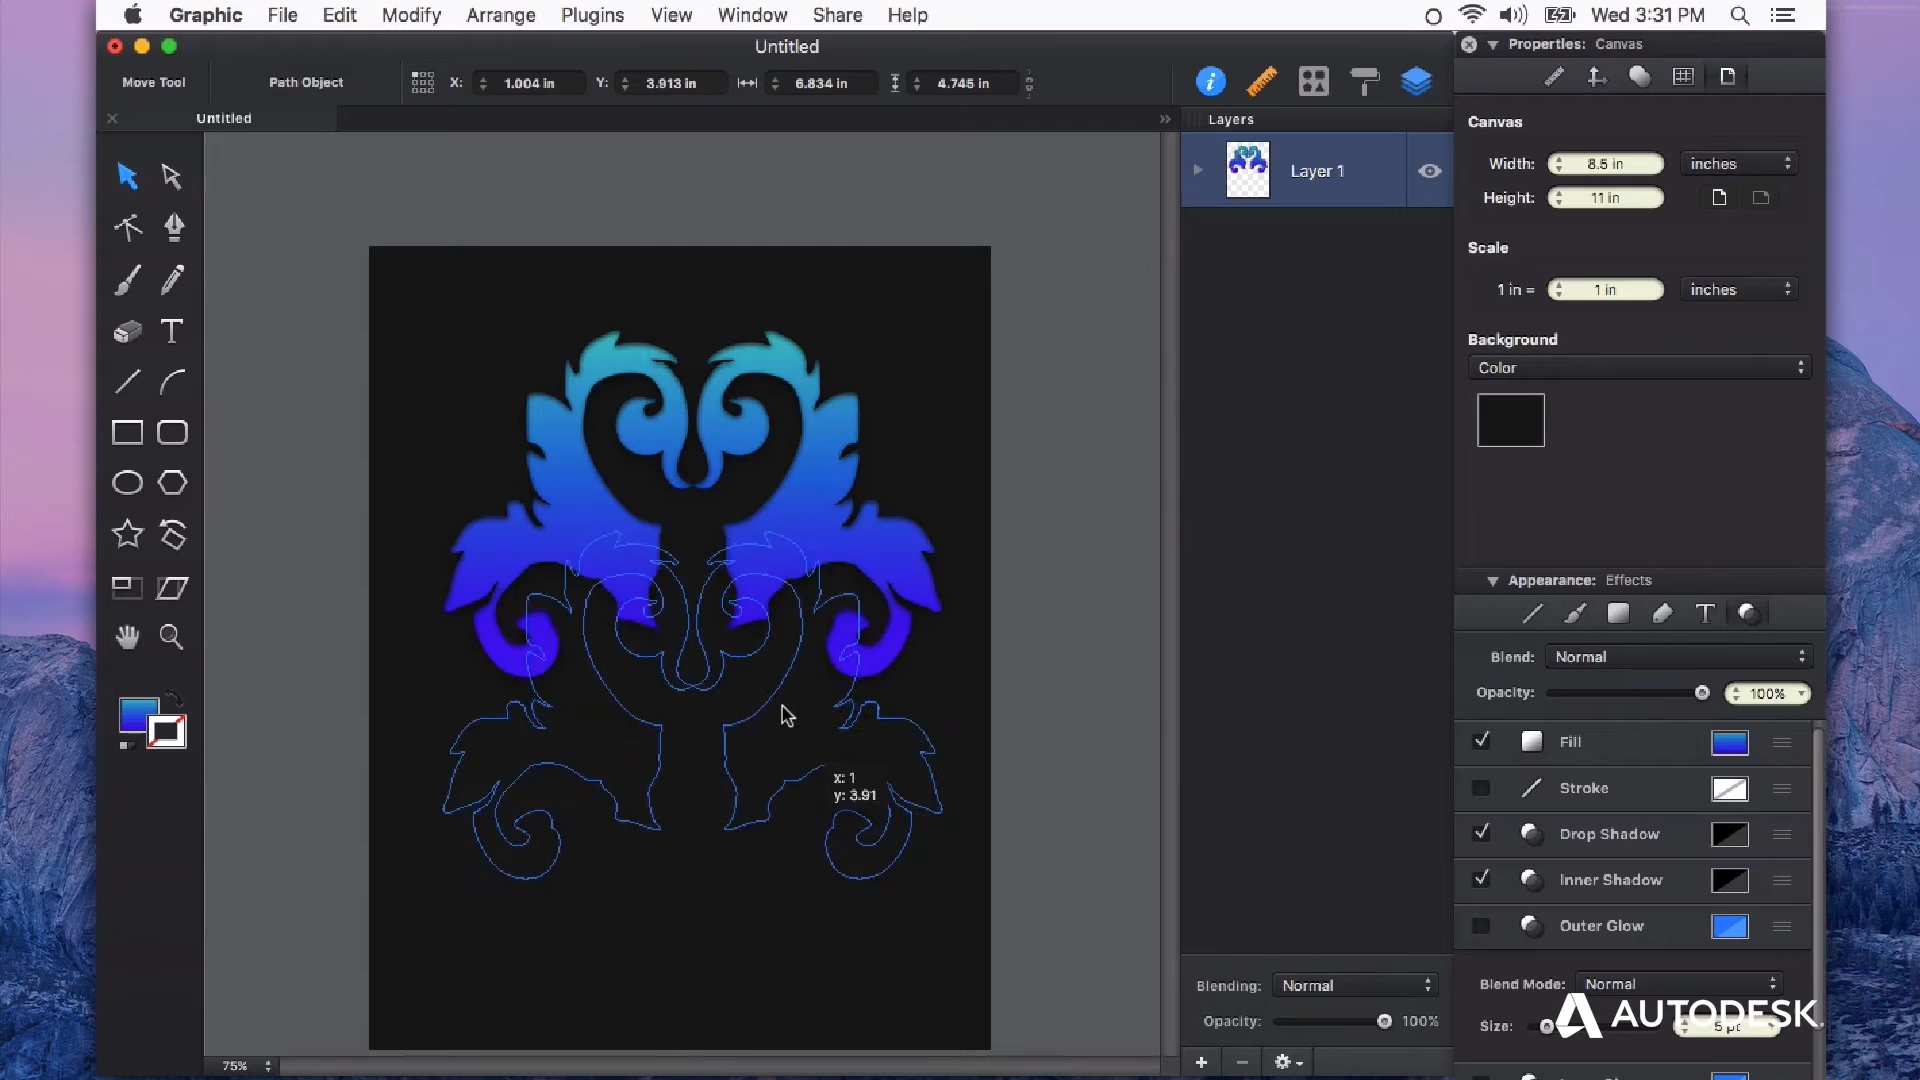 Graphic File Edit Modify Arrange Plugins View Window Share Help Wed 3:31 PM
Untitled
Properties: Canvas
Move Tool Path Object X: 1.004 in Y: 3.913 in 6.834 in 4.745 in
Untitled
Layers
Canvas
Width: 8.5 in inches
Layer 1
Height: 11 in
Scale
1 in = 1 in inches
Background
Color
Appearance: Effects
T
T
Blend: Normal
Opacity: 100%
Fill
x: 1
y: 3.91
Stroke
Drop Shadow
Inner Shadow
Outer Glow
Blending: Normal
Blend Mode: Normal
Opacity: 100%
Size: 5 pt
AUTODESK.
75%